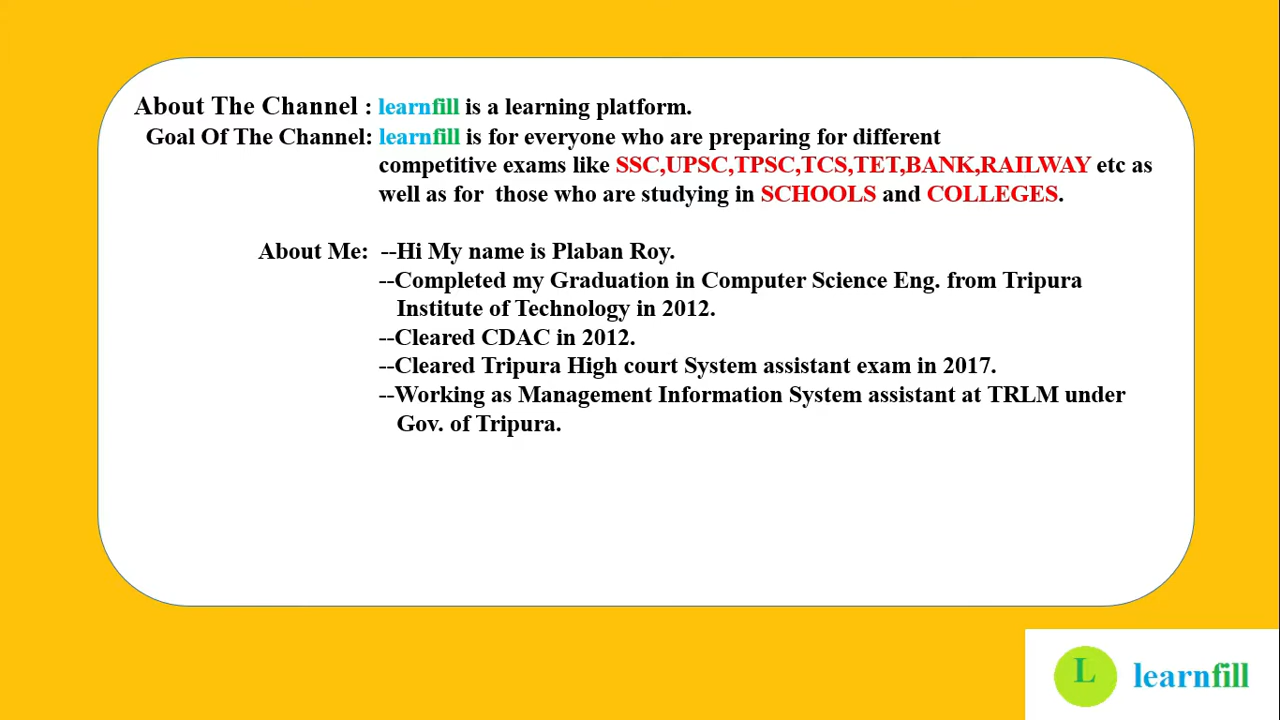 About The Channel : learnfill is a learning platform.
Goal Of The Channel: learnfill is for everyone who are preparing for different
competitive exams like SSC,UPSC,TPSC,TCS,TET,BANK,RAILWAY etc as
well as for those who are studying in SCHOOLS and COLLEGES.
About Me: --Hi My name is Plaban Roy.
--Completed my Graduation in Computer Science Eng. from Tripura
Institute of Technology in 2012.
--Cleared CDAC in 2012.
--Cleared Tripura High court System assistant exam in 2017.
--Working as Management Information System assistant at TRLM under
Gov. of Tripura.
L learnfill